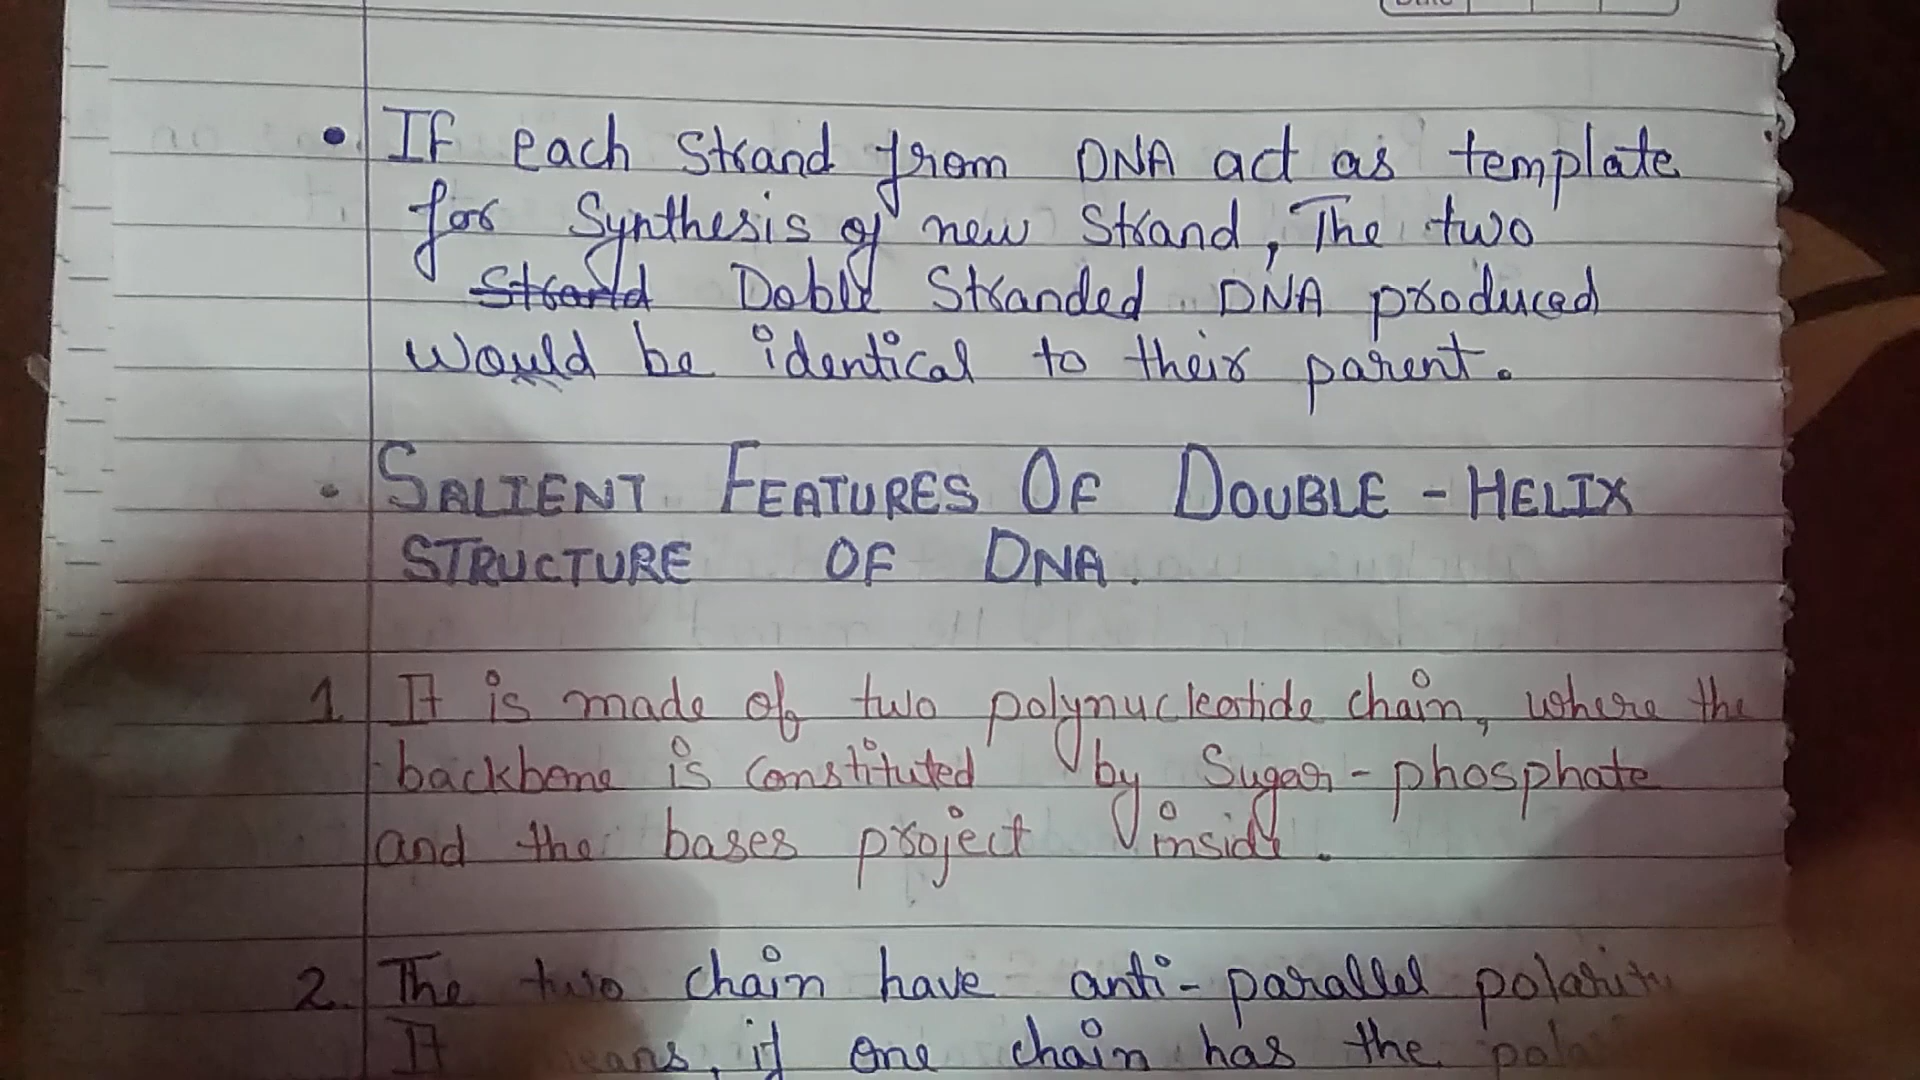 • If each strand from DNA act as template
for Synthesis of new Strand, The two
Strand Doble Stranded DNA produced
would be identical to their parent.
• SALIENT FEATURES OF DOUBLE - HELIX
STRUCTURE OF DNA.
1 It is made of two polynucleotide chain, where the
backbone is constituted by Sugar - phosphate
and the bases project inside.
2. The two chain have anti - parallel
It if one chain has the